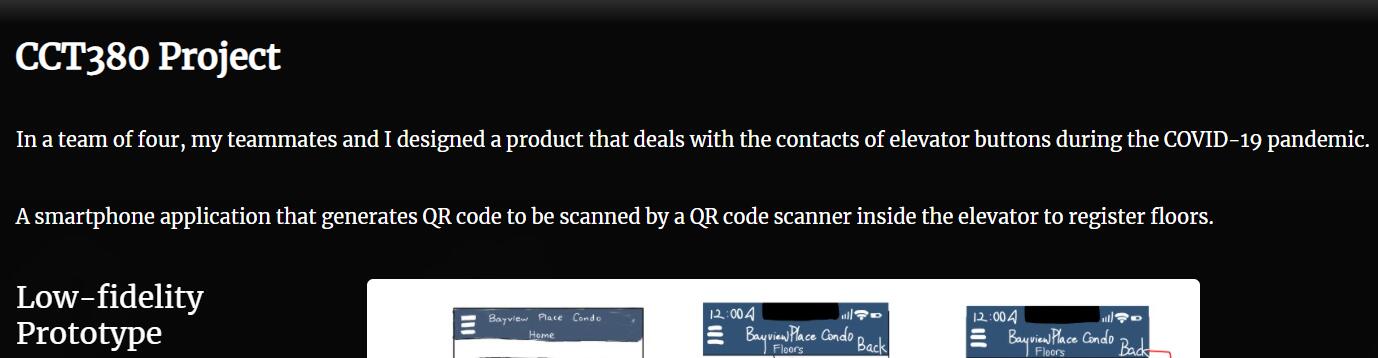 CCT380 Project
In a team of four, my teammates and I designed a product that deals with the contacts of elevator buttons during the COVID-19 pandemic.
A smartphone application that generates QR code to be scanned by a QR code scanner inside the elevator to register floors.
Low-fidelity
Prototype
Bayview Place Condo
Home
12:00
Bayview Place Condo
Floors Back
12:00
Bayview Place Condo
Floors Back